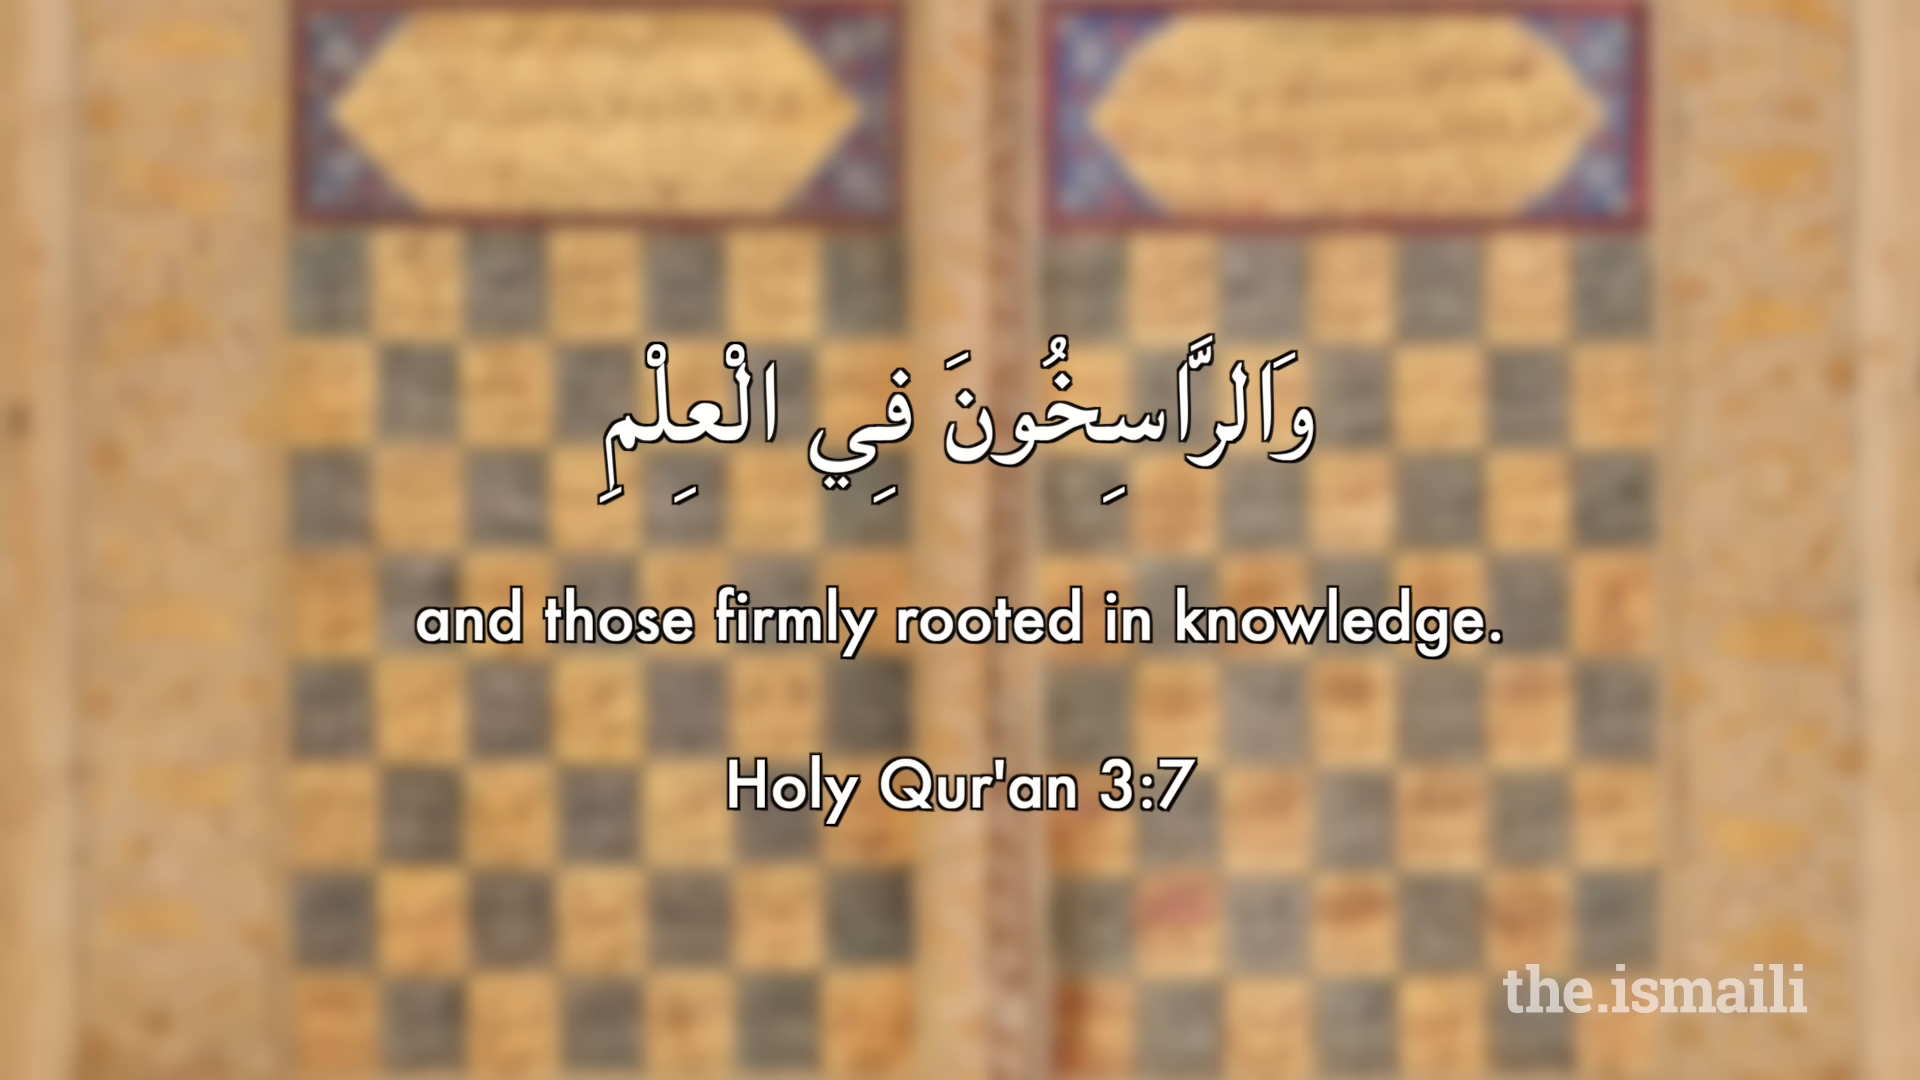 وَالرَّاسِخُونَ فِي الْعِلْمِ
and those firmly rooted in knowledge.
Holy Qur'an 3:7
the.ismaili